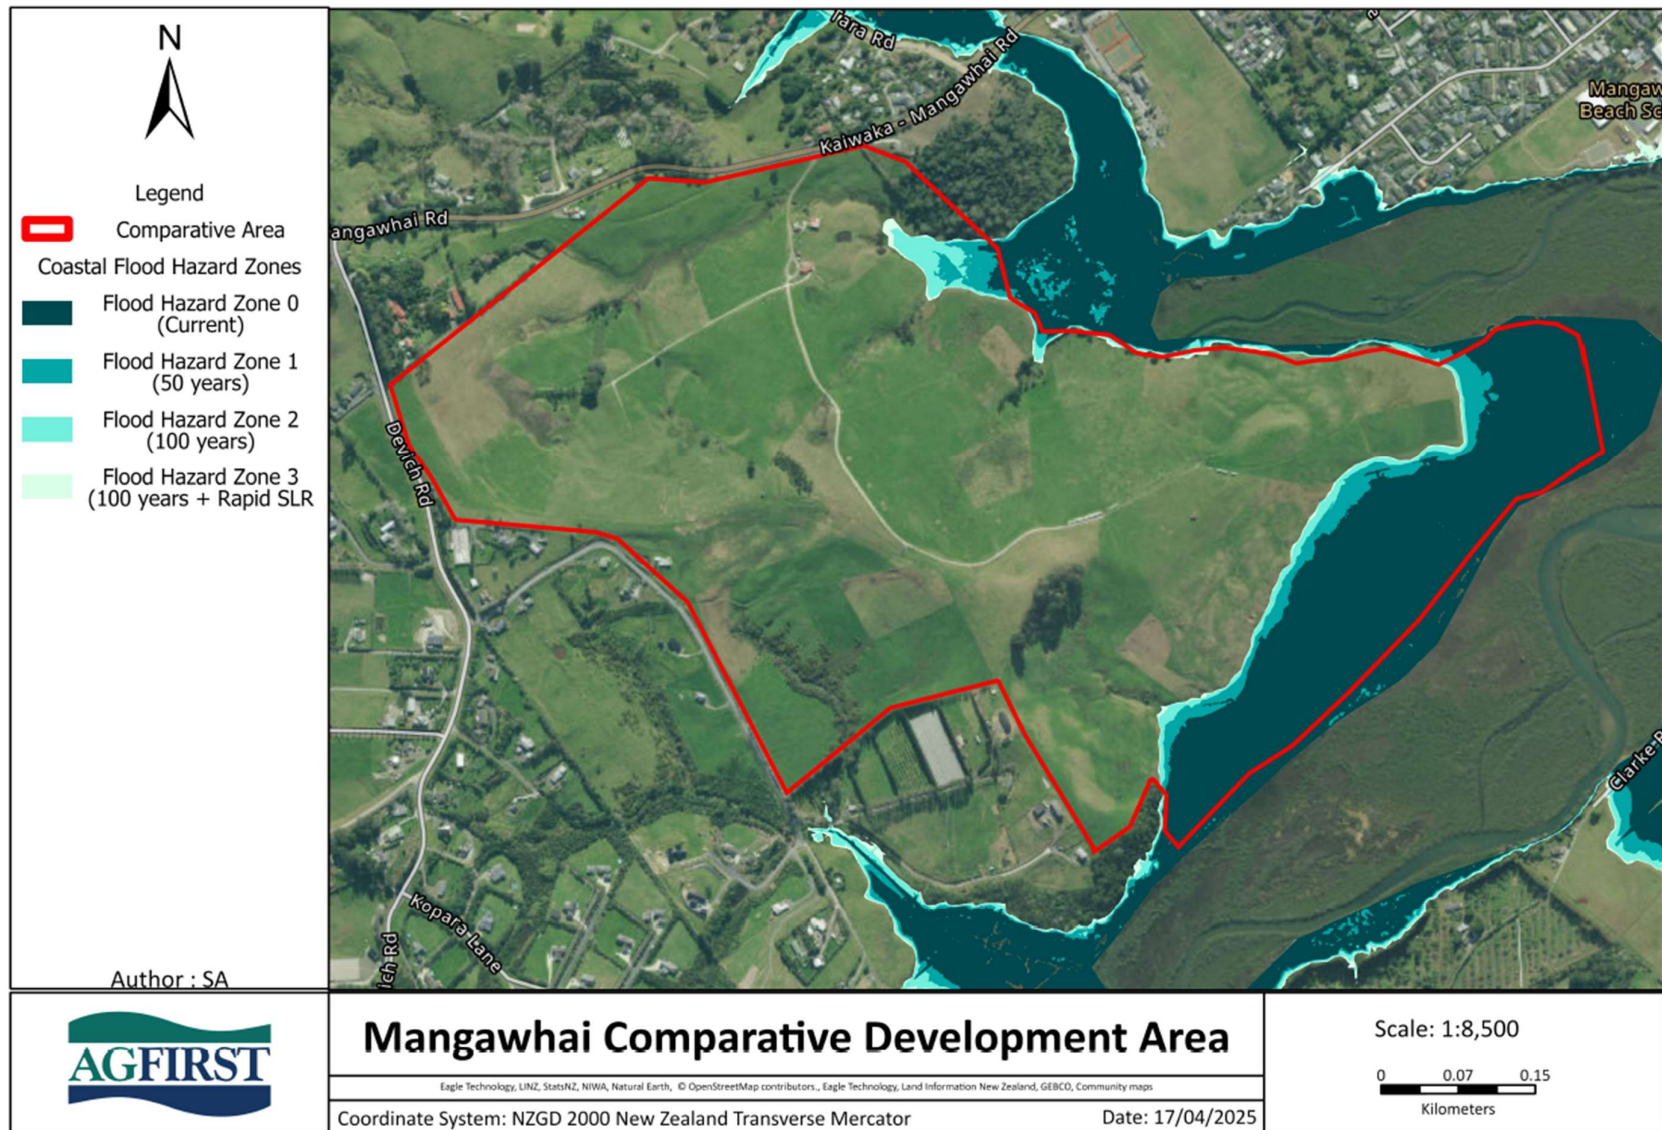 N
Legend
Comparative Area
Coastal Flood Hazard Zones
Flood Hazard Zone 0
(Current)
Flood Hazard Zone 1
(50 years)
Flood Hazard Zone 2
(100 years)
Flood Hazard Zone 3
(100 years + Rapid SLR
Author : SA
rara Rd
Kaiwaka - Mangawhai Rd
Mangaw
Beach Sc
angawhai Rd
Devich Rd
Clarke R
Kopara Lane
ich Rd
AGFIRST
Mangawhai Comparative Development Area
Eagle Technology, LINZ, StatsNZ, NIWA, Natural Earth, © OpenStreetMap contributors., Eagle Technology, Land Information New Zealand, GEBCO, Community maps
Coordinate System: NZGD 2000 New Zealand Transverse Mercator
Date: 17/04/2025
Scale: 1:8,500
0 0.07 0.15
Kilometers